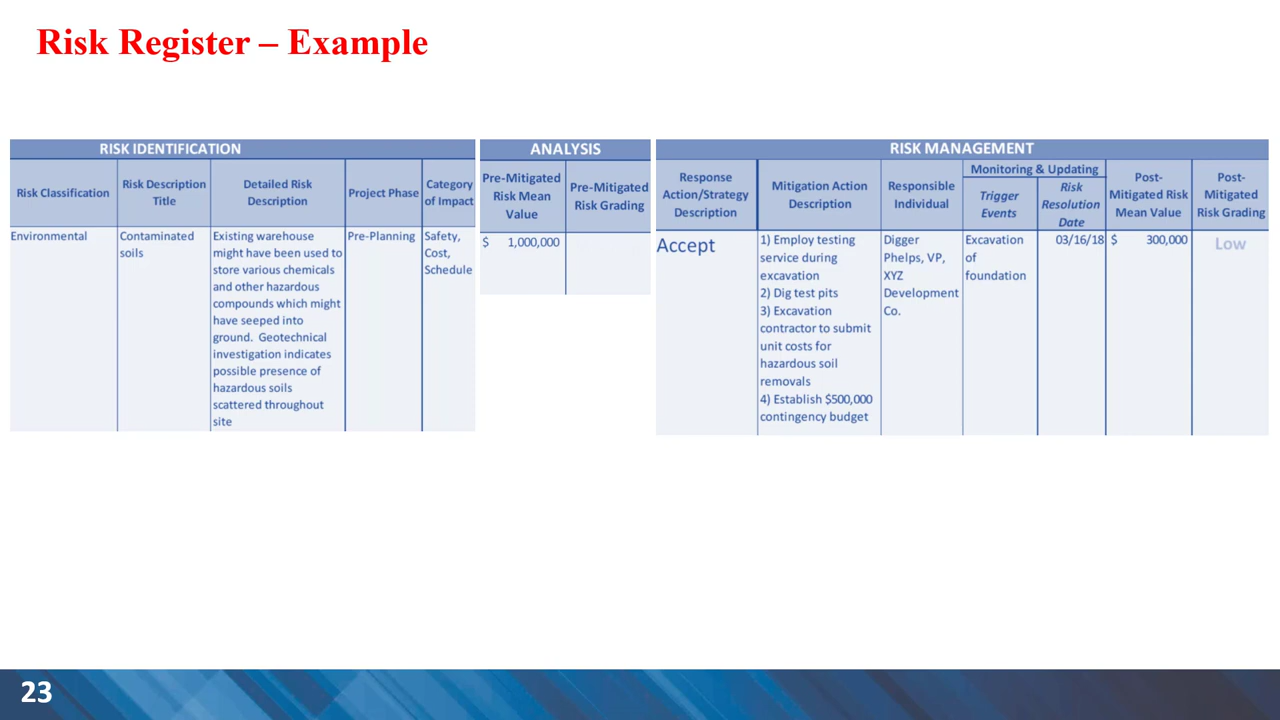 Risk Register – Example
RISK IDENTIFICATION
Risk Classification
Risk Description
Title
Detailed Risk
Description
Project Phase
Category
of Impact
Environmental
Contaminated
soils
Existing warehouse
might have been used to
store various chemicals
and other hazardous
compounds which might
have seeped into
ground. Geotechnical
investigation indicates
possible presence of
hazardous soils
scattered throughout
site
Pre-Planning
Safety,
Cost,
Schedule
ANALYSIS
Pre-Mitigated
Risk Mean
Value
Pre-Mitigated
Risk Grading
$ 1,000,000
RISK MANAGEMENT
Response
Action/Strategy
Description
Mitigation Action
Description
Responsible
Individual
Monitoring & Updating
Trigger
Events
Risk
Resolution
Date
Post-
Mitigated Risk
Mean Value
Post-
Mitigated
Risk Grading
Accept
1) Employ testing
service during
excavation
2) Dig test pits
3) Excavation
contractor to submit
unit costs for
hazardous soil
removals
4) Establish $500,000
contingency budget
Digger
Phelps, VP,
XYZ
Development
Co.
Excavation
of
foundation
03/16/18
$ 300,000
Low
23